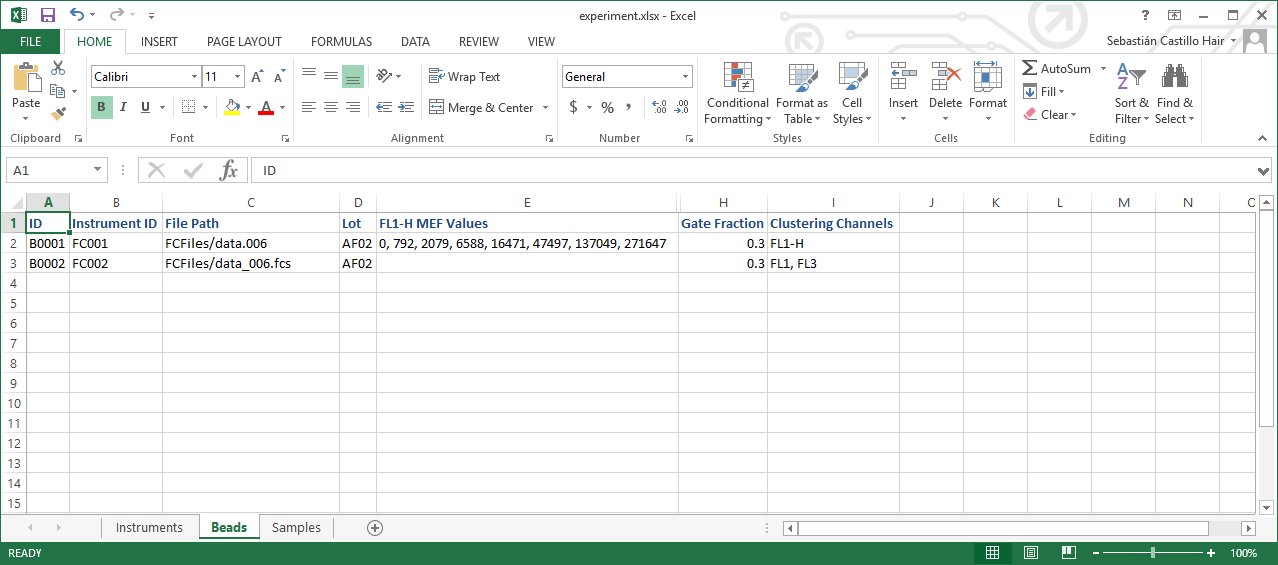 experiment.xlsx - Excel
FILE HOME INSERT PAGE LAYOUT FORMULAS DATA REVIEW VIEW Sebastián Castillo Hair
Paste Calibri 11 Wrap Text General Conditional Formatting Format as Table Cell Styles Insert Delete Format AutoSum Sort & Filter Find & Select
B I U A Merge & Center $ % , Fill
Clear
Clipboard Font Alignment Number Styles Cells Editing
A1 fx ID
A B C D E H I J K L M N O
1 ID Instrument ID File Path Lot FL1-H MEF Values Gate Fraction Clustering Channels
2 B0001 FC001 FCFiles/data.006 AF02 0, 792, 2079, 6588, 16471, 47497, 137049, 271647 0.3 FL1-H
3 B0002 FC002 FCFiles/data_006.fcs AF02 0.3 FL1, FL3
4
5
6
7
8
9
10
11
12
13
14
15
Instruments Beads Samples
READY 100%